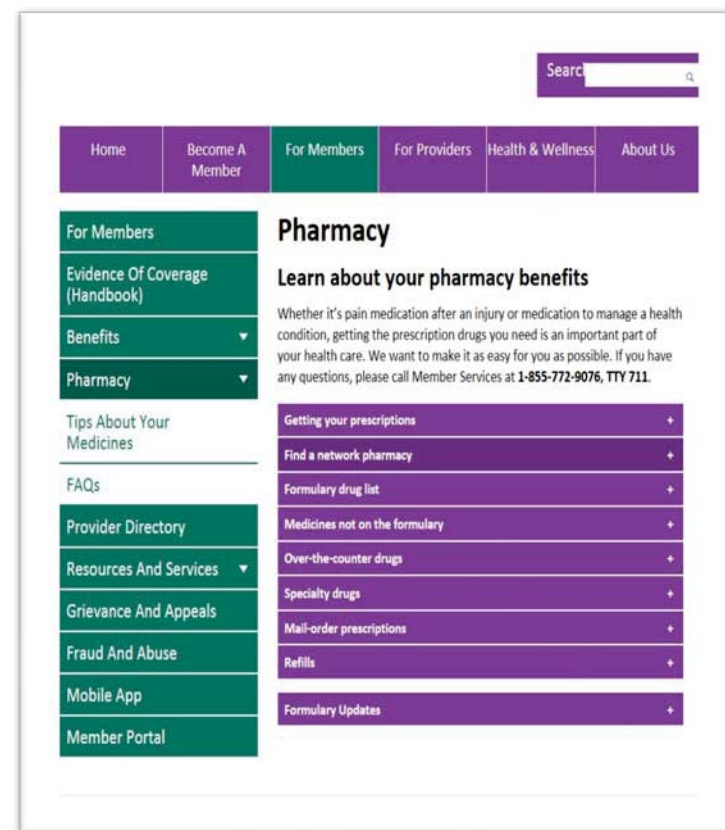 Search
Home
Become A
Member
For Members
For Providers
Health & Wellness
About Us
For Members
Evidence Of Coverage
(Handbook)
Benefits
Pharmacy
Tips About Your
Medicines
FAQs
Provider Directory
Resources And Services
Grievance And Appeals
Fraud And Abuse
Mobile App
Member Portal
Pharmacy
Learn about your pharmacy benefits
Whether it's pain medication after an injury or medication to manage a health
condition, getting the prescription drugs you need is an important part of
your health care. We want to make it as easy for you as possible. If you have
any questions, please call Member Services at 1-855-772-9076, TTY 711.
Getting your prescriptions +
Find a network pharmacy +
Formulary drug list +
Medicines not on the formulary +
Over-the-counter drugs +
Specialty drugs +
Mail-order prescriptions +
Refills +
Formulary Updates +